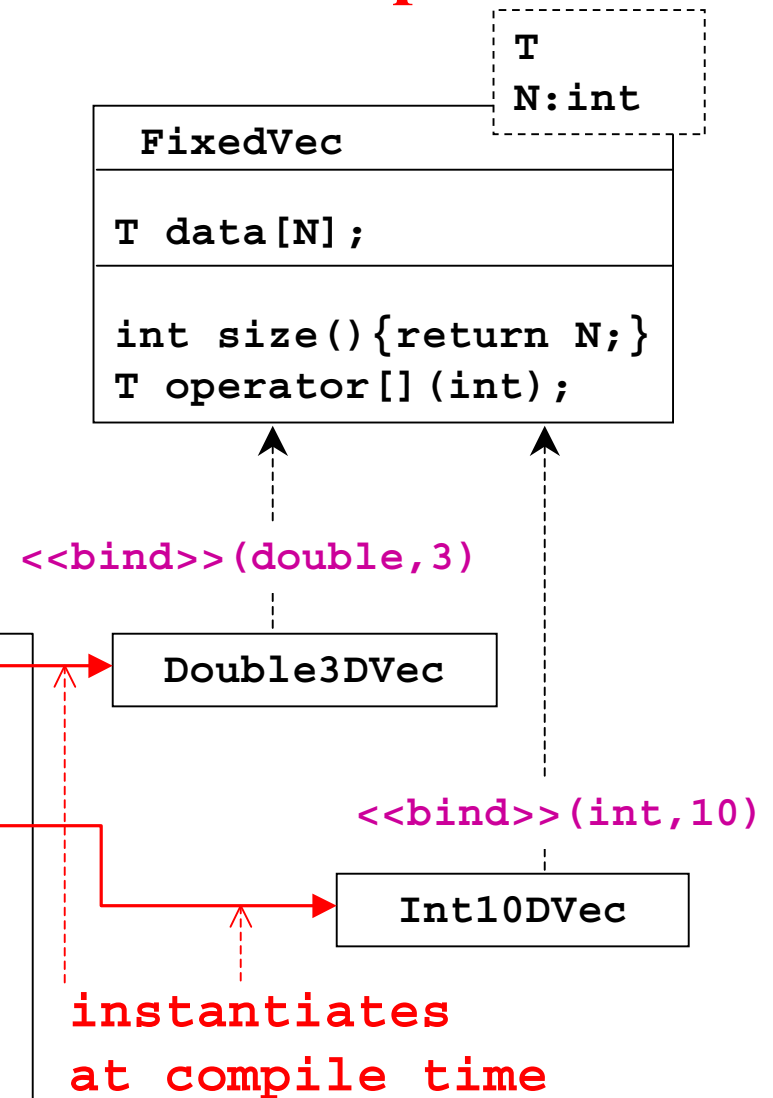 T
N:int
FixedVec
T data[N];
int size(){return N;}
T operator[](int);
<<bind>>(double,3)
Double3DVec
<<bind>>(int,10)
Int10DVec
instantiates
at compile time